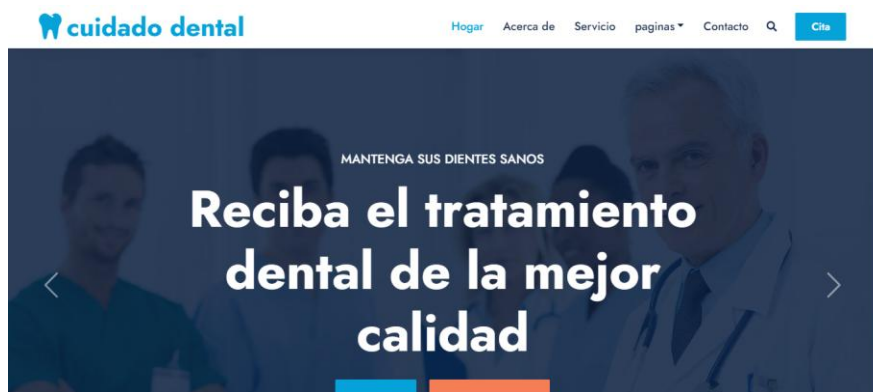 cuidado dental
Hogar Acerca de Servicio paginas Contacto Cita
MANTENGA SUS DIENTES SANOS
Reciba el tratamiento
dental de la mejor
calidad